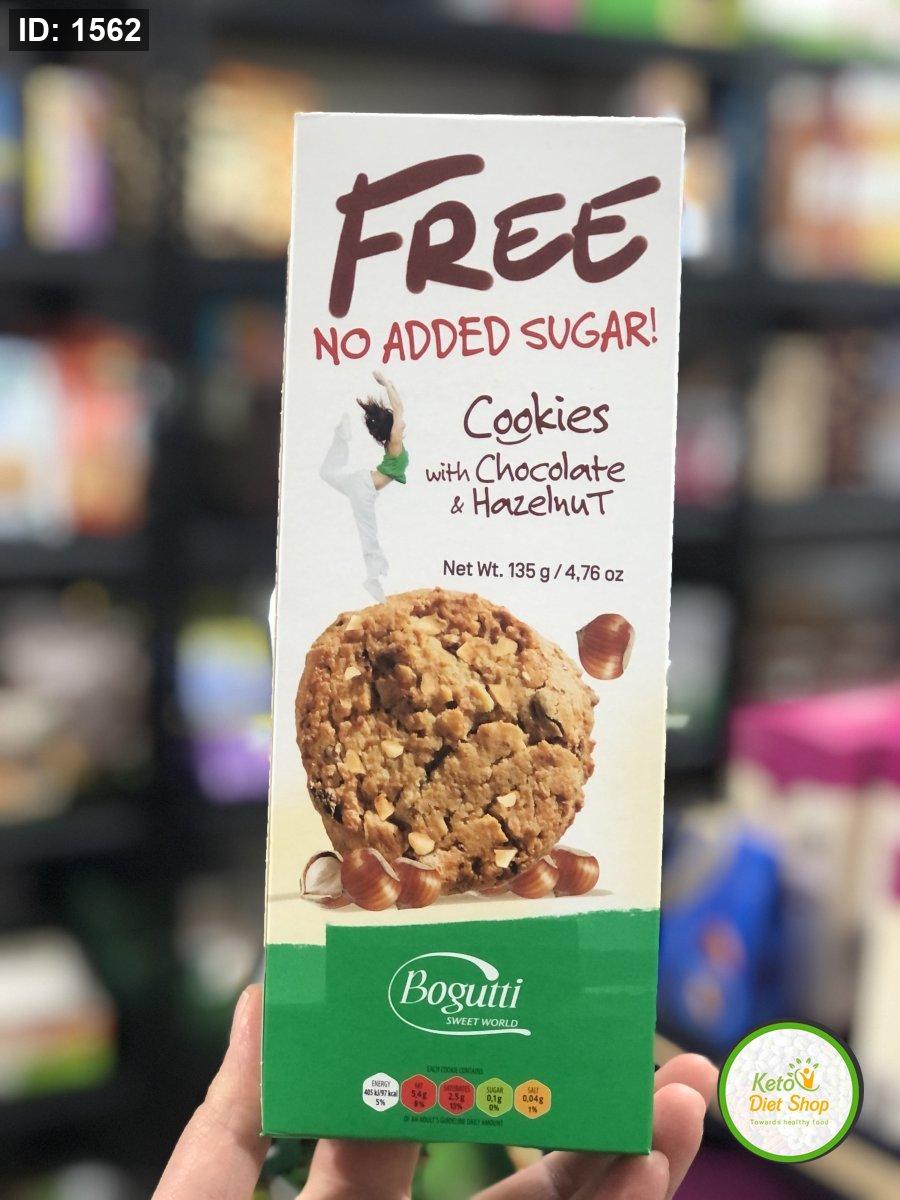 ID: 1562
FREE
NO ADDED SUGAR!
Cookies
with Chocolate
& HazelnuT
Net Wt. 135 g / 4,76 oz
Bogutti
SWEET WORLD
EACH COOKIE CONTAINS
ENERGY FAT SATURATES SUGAR SALT
405 kJ/97 kcal 5,4g 2,5g 0,1g 0,04g
5% 8% 13% 0% 1%
OF AN ADULT'S GUIDELINE DAILY AMOUNT
Keto
Diet Shop
Towards healthy food